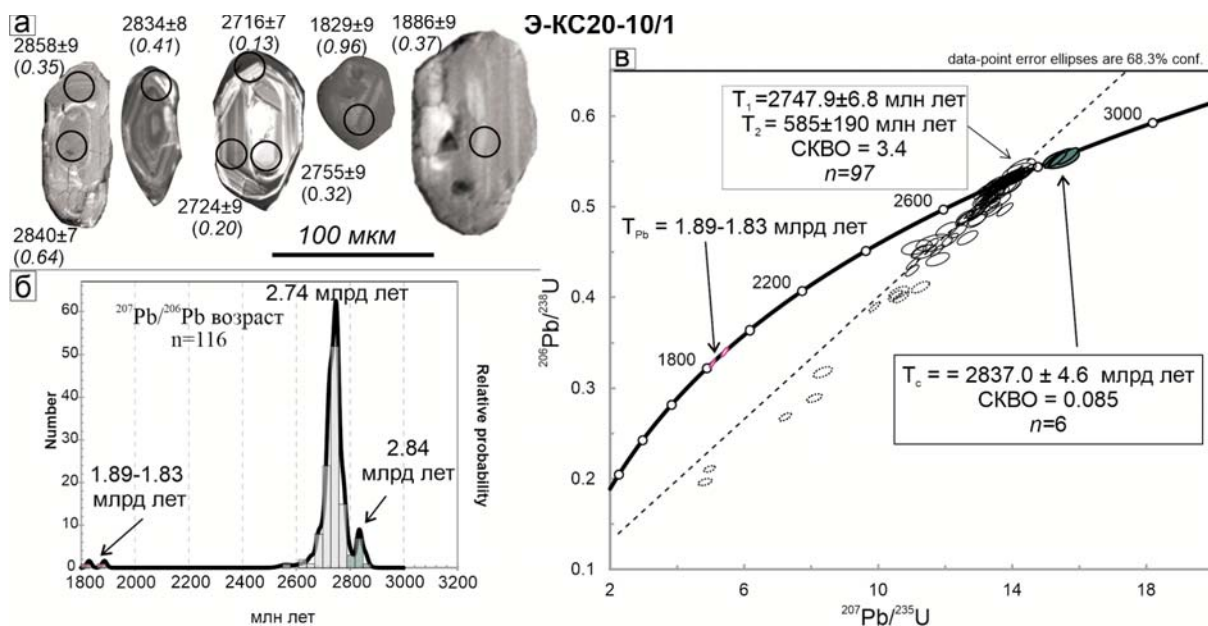 а
Э-КС20-10/1
2858±9
(0.35)
2834±8
(0.41)
2716±7
(0.13)
1829±9
(0.96)
1886±9
(0.37)
2840±7
(0.64)
2724±9
(0.20)
2755±9
(0.32)
100 мкм
б
2.74 млрд лет
207Pb/206Pb возраст
n=116
1.89-1.83
млрд лет
2.84
млрд лет
Number
Relative probability
60
50
40
30
20
10
0
1800
2000
2200
2400
2600
2800
3000
3200
млн лет
в
data-point error ellipses are 68.3% conf.
T1 =2747.9±6.8 млн лет
T2 = 585±190 млн лет
СКВО = 3.4
n=97
TPb = 1.89-1.83 млрд лет
Tc = = 2837.0 ± 4.6 млрд лет
СКВО = 0.085
n=6
3000
2600
2200
1800
206Pb/238U
0.6
0.5
0.4
0.3
0.2
0.1
2
6
10
14
18
207Pb/235U